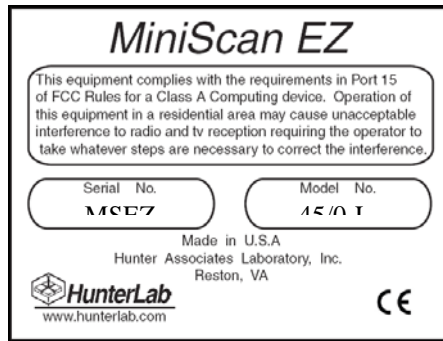 MiniScan EZ
This equipment complies with the requirements in Port 15
of FCC Rules for a Class A Computing device. Operation of
this equipment in a residential area may cause unacceptable
interference to radio and tv reception requiring the operator to
take whatever steps are necessary to correct the interference.
Serial No.
MSEZ
Model No.
45/0 L
Made in U.S.A
Hunter Associates Laboratory, Inc.
Reston, VA
HunterLab
www.hunterlab.com
CE